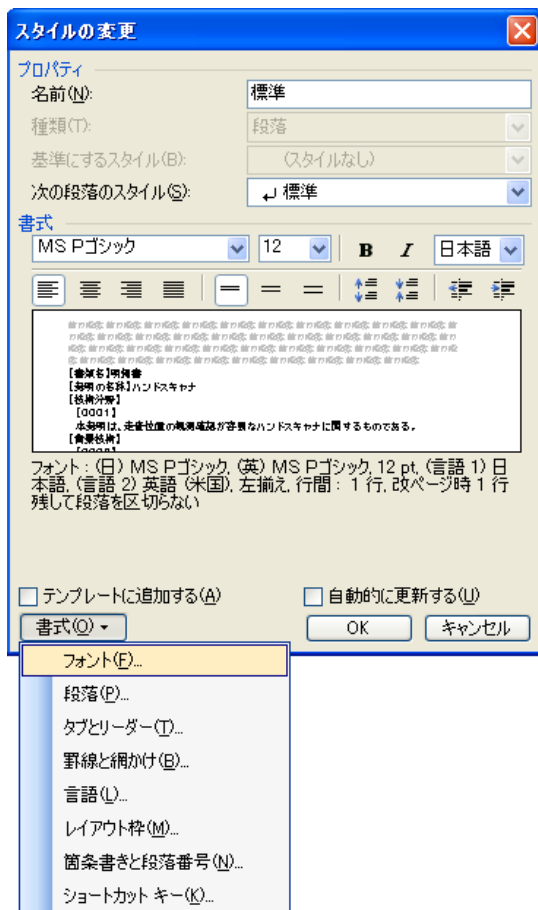 スタイルの変更
プロパティ
名前(N):
標準
種類(T):
段落
基準にするスタイル(B):
(スタイルなし)
次の段落のスタイル(S):
標準
書式
MS Pゴシック
12
B
I
日本語
【書類名】明細書
【発明の名称】ハンドスキャナ
【技術分野】
【0001】
本発明は、走査位置の観測確認が容易なハンドスキャナに関するものである。
【背景技術】
フォント : (日) MS Pゴシック, (英) MS Pゴシック, 12 pt, (言語 1) 日
本語, (言語 2) 英語 (米国), 左揃え, 行間 : 1 行, 改ページ時 1 行
残して段落を区切らない
テンプレートに追加する(A)
自動的に更新する(U)
書式(O)
OK
キャンセル
フォント(F)...
段落(P)...
タブとリーダー(T)...
罫線と網かけ(B)...
言語(L)...
レイアウト枠(M)...
箇条書きと段落番号(N)...
ショートカット キー(K)...